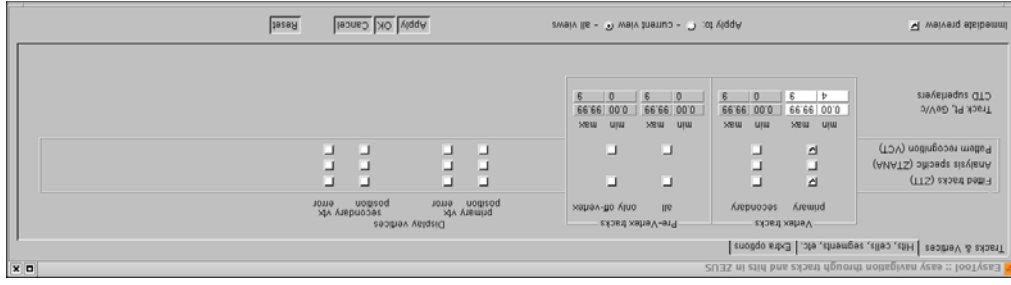 EasyTool :: easy navigation through tracks and hits in ZEUS
Tracks & Vertices Hits, cells, segments, etc. Extra options
Vertex tracks Pre-Vertex tracks Display vertices
primary secondary all only off-vertex primary vtx secondary vtx
position error position error
Fitted tracks (ZTT)
Analysis specific (ZTANA)
Pattern recognition (VCT)
min max min max min max min max
Track Pt, GeV/c 0.00 99.99 0.00 99.99 0.00 99.99 0.00 99.99
CTD superlayers 4 9 0 9 0 9 0 9
Immediate preview Apply to: - current view - all views Apply OK Cancel Reset